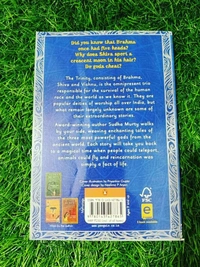 Did you know that Brahma
once had five heads?
Why does Shiva sport a
crescent moon in his hair?
Do gods cheat?
The Trinity, consisting of Brahma,
Shiva and Vishnu, is the omnipresent trio
responsible for the survival of the human
race and the world as we know it. They are
popular deities of worship all over India, but
what remain largely unknown are some of
their extraordinary stories.
Award-winning author Sudha Murty walks
by your side, weaving enchanting tales of
the three most powerful gods from the
ancient world. Each story will take you back
to a magical time when people could teleport,
animals could fly and reincarnation was
simply a fact of life.
FSC
e